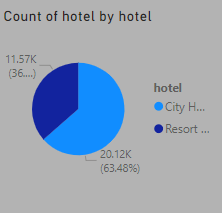 Count of hotel by hotel
11.57K
(36....)
hotel
City H...
Resort ...
20.12K
(63.48%)